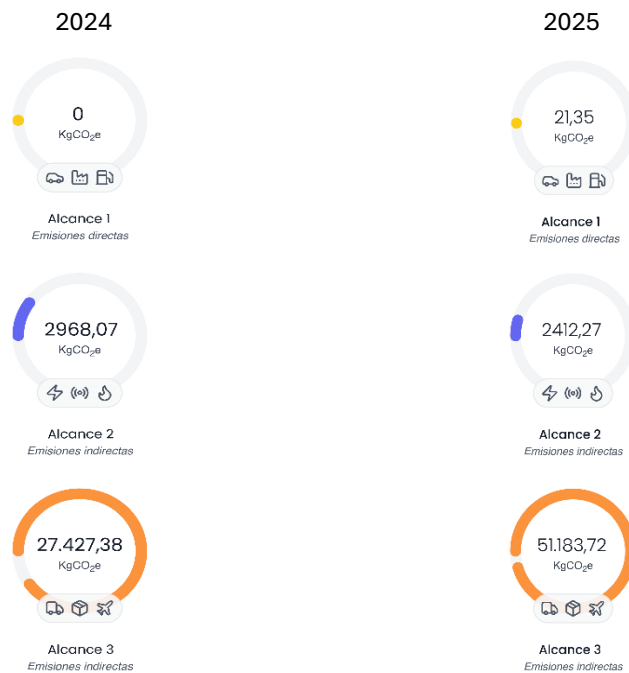 2024
0
KgCO₂e
Alcance 1
Emisiones directas
2968,07
KgCO₂e
Alcance 2
Emisiones indirectas
27.427,38
KgCO₂e
Alcance 3
Emisiones indirectas
2025
21,35
KgCO₂e
Alcance 1
Emisiones directas
2412,27
KgCO₂e
Alcance 2
Emisiones indirectas
51.183,72
KgCO₂e
Alcance 3
Emisiones indirectas